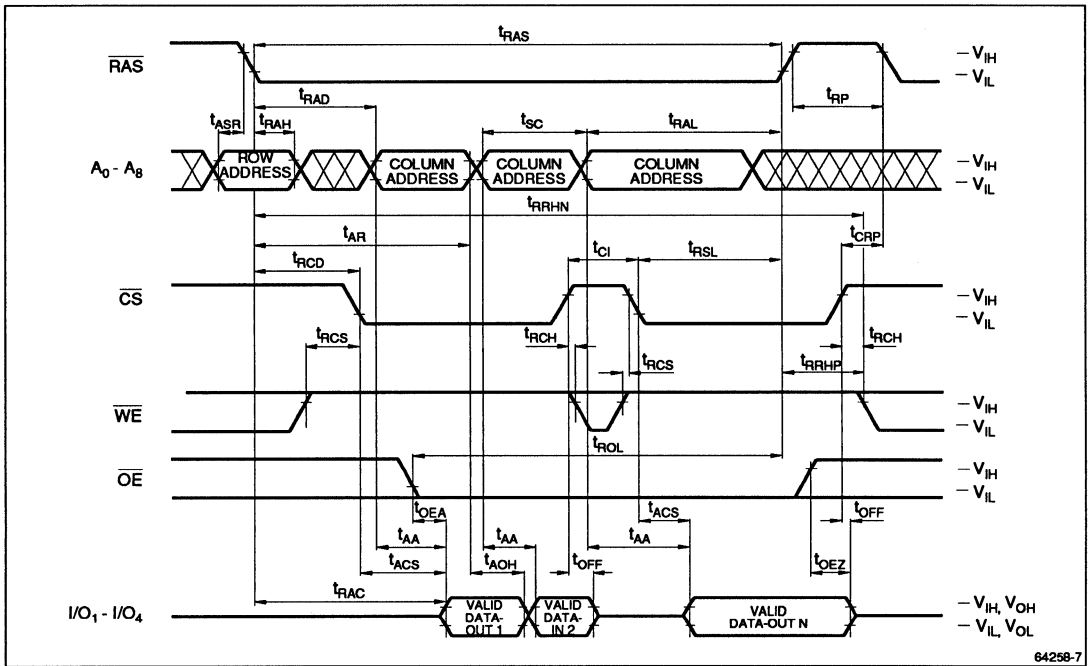 tRAS
RAS
– VIH
– VIL
tRAD
tRP
tASR
tRAH
tSC
tRAL
A0 - A8
ROW
ADDRESS
COLUMN
ADDRESS
COLUMN
ADDRESS
COLUMN
ADDRESS
– VIH
– VIL
tRRHN
tAR
tCRP
tCI
tRSL
tRCD
CS
– VIH
– VIL
tRCS
tRCH
tRCS
tRCH
tRRHP
WE
– VIH
– VIL
tROL
OE
– VIH
– VIL
tOEA
tACS
tOFF
tAA
tAA
tAA
tACS
tAOH
tOFF
tOEZ
tRAC
I/O1 - I/O4
VALID
DATA-
OUT 1
VALID
DATA-
IN 2
VALID
DATA-OUT N
– VIH, VOH
– VIL, VOL
64258-7